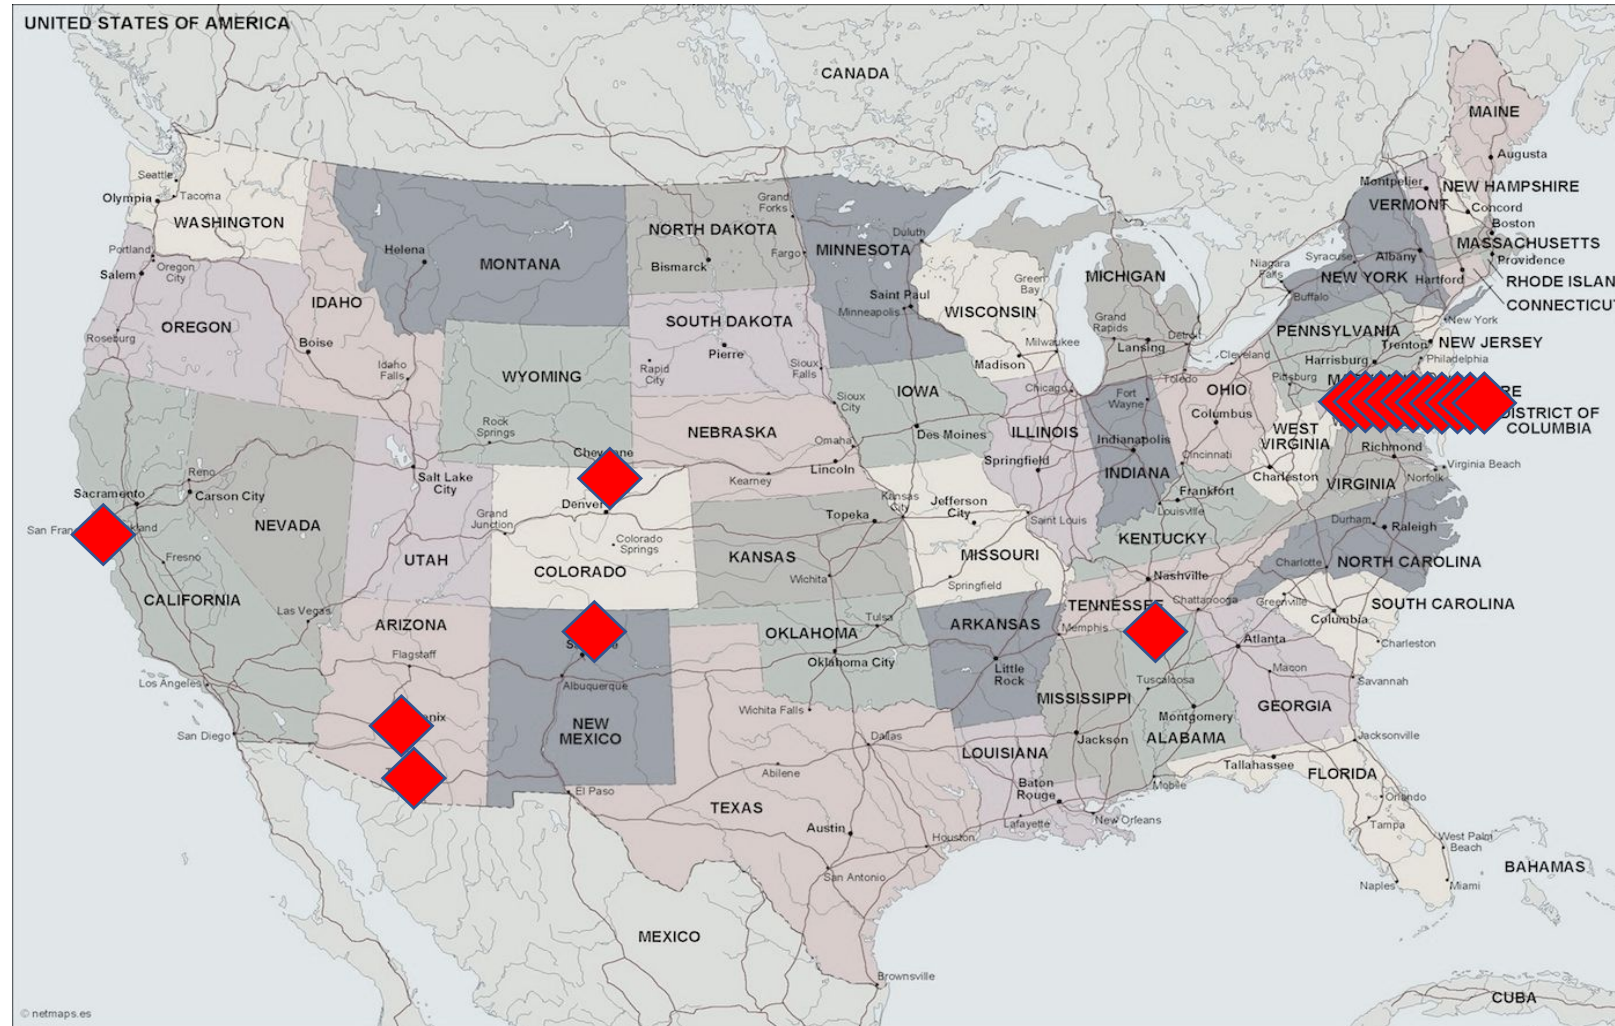 UNITED STATES OF AMERICA
CANADA
MAINE
Augusta
Seattle
Olympia
Tacoma
WASHINGTON
Montpelier
NEW HAMPSHIRE
VERMONT
Concord
Boston
MASSACHUSETTS
Providence
RHODE ISLAN
CONNECTICU
Portland
Salem
Oregon
City
OREGON
Roseburg
Helena
MONTANA
IDAHO
Boise
Idaho
Falls
NORTH DAKOTA
Grand
Forks
Fargo
Bismarck
MINNESOTA
Duluth
Saint Paul
Minneapolis
SOUTH DAKOTA
Pierre
Rapid
City
Sioux
Falls
WISCONSIN
Green
Bay
Milwaukee
Madison
MICHIGAN
Grand
Rapids
Lansing
Detroit
Niagara
Falls
Syracuse
Albany
NEW YORK
Hartford
Buffalo
New York
PENNSYLVANIA
Trenton
NEW JERSEY
Harrisburg
Philadelphia
Pittsburg
WYOMING
Rock
Springs
Cheyenne
NEBRASKA
Omaha
Lincoln
Kearney
IOWA
Sioux
City
Des Moines
Chicago
ILLINOIS
Springfield
Fort
Wayne
Indianapolis
INDIANA
Toledo
Cleveland
OHIO
Columbus
Cincinnati
WEST
VIRGINIA
Charleston
RE
DISTRICT OF
COLUMBIA
Richmond
Virginia Beach
VIRGINIA
Norfolk
Reno
Sacramento
Carson City
San Fran
kland
NEVADA
Fresno
CALIFORNIA
Las Vegas
Los Angeles
San Diego
Salt Lake
City
UTAH
Grand
Junction
Denver
Colorado
Springs
COLORADO
Topeka
KANSAS
Wichita
Kansas
City
Jefferson
City
Saint Louis
MISSOURI
Springfield
Frankfort
Louisville
KENTUCKY
Durham
Raleigh
NORTH CAROLINA
Charlotte
Nashville
TENNESSEE
Chattanooga
Memphis
Greenville
SOUTH CAROLINA
Columbia
Charleston
ARIZONA
Flagstaff
enix
Albuquerque
NEW
MEXICO
OKLAHOMA
Tulsa
Oklahoma City
ARKANSAS
Little
Rock
Wichita Falls
Dallas
Abilene
El Paso
TEXAS
Austin
Houston
San Antonio
Brownsville
LOUISIANA
Baton
Rouge
Lafayette
New Orleans
MISSISSIPPI
Jackson
Tuscaloosa
Montgomery
ALABAMA
Mobile
Atlanta
Macon
Savannah
GEORGIA
Jacksonville
Tallahassee
FLORIDA
Orlando
Tampa
West Palm
Beach
Naples
Miami
BAHAMAS
MEXICO
CUBA
© netmaps.es